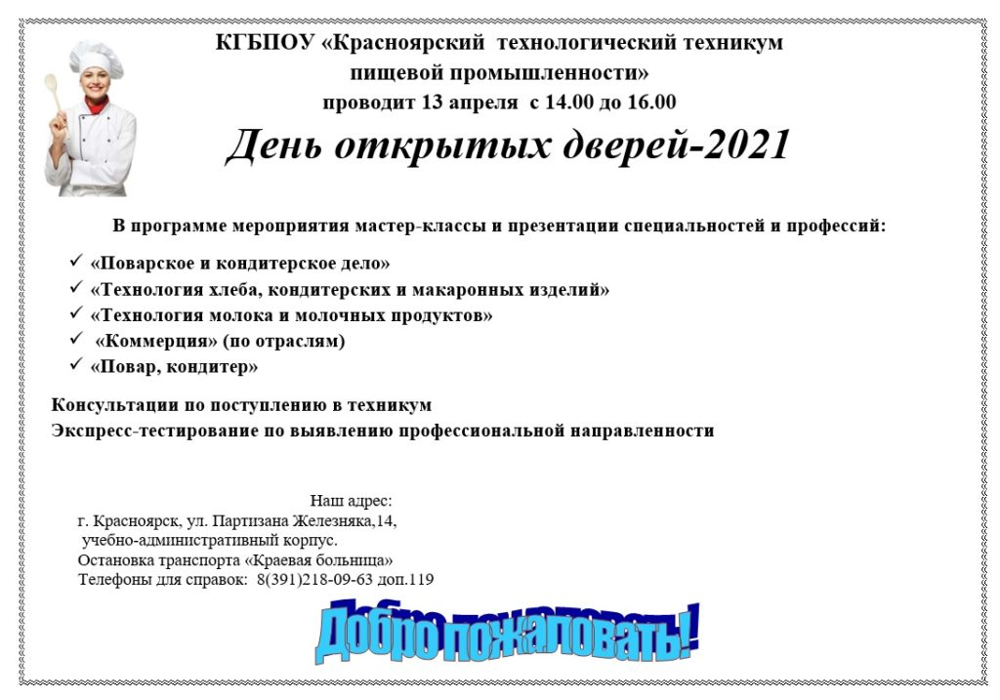 КГБПОУ «Красноярский технологический техникум
пищевой промышленности»
проводит 13 апреля с 14.00 до 16.00
День открытых дверей-2021
В программе мероприятия мастер-классы и презентации специальностей и профессий:
✓ «Поварское и кондитерское дело»
✓ «Технология хлеба, кондитерских и макаронных изделий»
✓ «Технология молока и молочных продуктов»
✓ «Коммерция» (по отраслям)
✓ «Повар, кондитер»
Консультации по поступлению в техникум
Экспресс-тестирование по выявлению профессиональной направленности
Наш адрес:
г. Красноярск, ул. Партизана Железняка,14,
учебно-административный корпус.
Остановка транспорта «Краевая больница»
Телефоны для справок: 8(391)218-09-63 доп.119
Добро пожаловать!